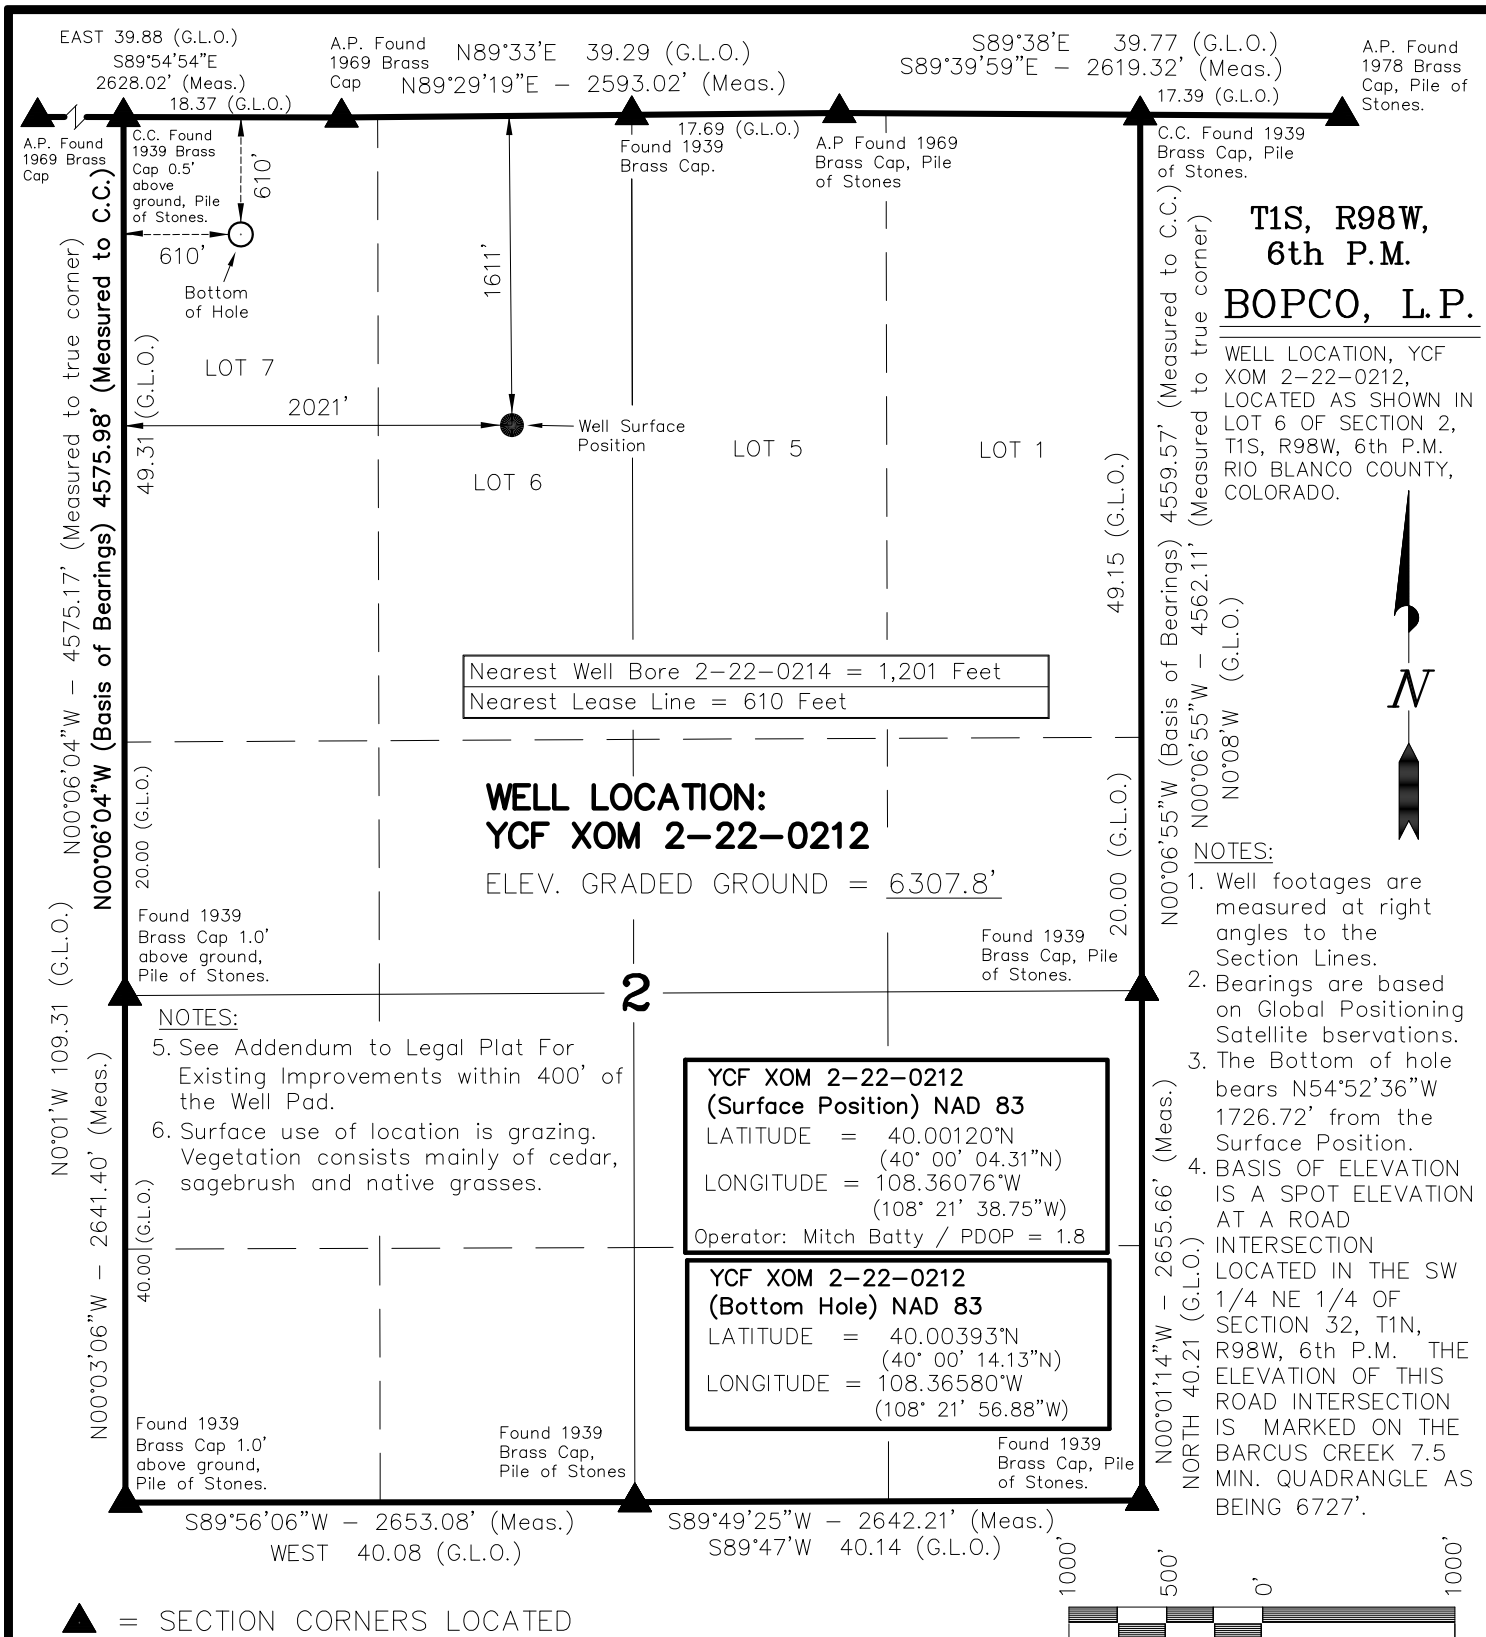 EAST 39.88 (G.L.O.)
S89°54'54"E
2628.02' (Meas.)
18.37 (G.L.O.)
A.P. Found
1969 Brass
Cap
N89°33'E 39.29 (G.L.O.)
N89°29'19"E - 2593.02' (Meas.)
S89°38'E 39.77 (G.L.O.)
S89°39'59"E - 2619.32' (Meas.)
17.39 (G.L.O.)
A.P. Found
1978 Brass
Cap, Pile of
Stones.
A.P. Found
1969 Brass
Cap
C.C. Found
1939 Brass
Cap 0.5'
above
ground, Pile
of Stones.
610'
610'
Bottom
of Hole
1611'
17.69 (G.L.O.)
Found 1939
Brass Cap.
A.P Found 1969
Brass Cap, Pile
of Stones
C.C. Found 1939
Brass Cap, Pile
of Stones.
T1S, R98W,
6th P.M.
BOPCO, L.P.
WELL LOCATION, YCF
XOM 2-22-0212,
LOCATED AS SHOWN IN
LOT 6 OF SECTION 2,
T1S, R98W, 6th P.M.
RIO BLANCO COUNTY,
COLORADO.
LOT 7
2021'
Well Surface
Position
LOT 6
LOT 5
LOT 1
49.31 (G.L.O.)
N00°06'04"W - 4575.17' (Measured to true corner)
N00°06'04"W (Basis of Bearings) 4575.98' (Measured to C.C.)
49.15 (G.L.O.)
N00°06'55"W (Basis of Bearings) 4559.57' (Measured to C.C.)
N00°06'55"W - 4562.11' (Measured to true corner)
N0°08'W (G.L.O.)
N
Nearest Well Bore 2-22-0214 = 1,201 Feet
Nearest Lease Line = 610 Feet
20.00 (G.L.O.)
WELL LOCATION:
YCF XOM 2-22-0212
ELEV. GRADED GROUND = 6307.8'
20.00 (G.L.O.)
Found 1939
Brass Cap 1.0'
above ground,
Pile of Stones.
Found 1939
Brass Cap, Pile
of Stones.
2
NOTES:
1. Well footages are
measured at right
angles to the
Section Lines.
2. Bearings are based
on Global Positioning
Satellite bservations.
3. The Bottom of hole
bears N54°52'36"W
1726.72' from the
Surface Position.
4. BASIS OF ELEVATION
IS A SPOT ELEVATION
AT A ROAD
INTERSECTION
LOCATED IN THE SW
1/4 NE 1/4 OF
SECTION 32, T1N,
R98W, 6th P.M. THE
ELEVATION OF THIS
ROAD INTERSECTION
IS MARKED ON THE
BARCUS CREEK 7.5
MIN. QUADRANGLE AS
BEING 6727'.
NOTES:
5. See Addendum to Legal Plat For
Existing Improvements within 400' of
the Well Pad.
6. Surface use of location is grazing.
Vegetation consists mainly of cedar,
sagebrush and native grasses.
N0°01'W 109.31 (G.L.O.)
N00°03'06"W - 2641.40' (Meas.)
40.00 (G.L.O.)
YCF XOM 2-22-0212
(Surface Position) NAD 83
LATITUDE = 40.00120°N
(40° 00' 04.31"N)
LONGITUDE = 108.36076°W
(108° 21' 38.75"W)
Operator: Mitch Batty / PDOP = 1.8
YCF XOM 2-22-0212
(Bottom Hole) NAD 83
LATITUDE = 40.00393°N
(40° 00' 14.13"N)
LONGITUDE = 108.36580°W
(108° 21' 56.88"W)
N00°01'14"W - 2655.66' (Meas.)
NORTH 40.21 (G.L.O.)
Found 1939
Brass Cap 1.0'
above ground,
Pile of Stones.
Found 1939
Brass Cap,
Pile of Stones
Found 1939
Brass Cap, Pile
of Stones.
S89°56'06"W - 2653.08' (Meas.)
WEST 40.08 (G.L.O.)
S89°49'25"W - 2642.21' (Meas.)
S89°47'W 40.14 (G.L.O.)
1000'
500'
0'
1000'
= SECTION CORNERS LOCATED